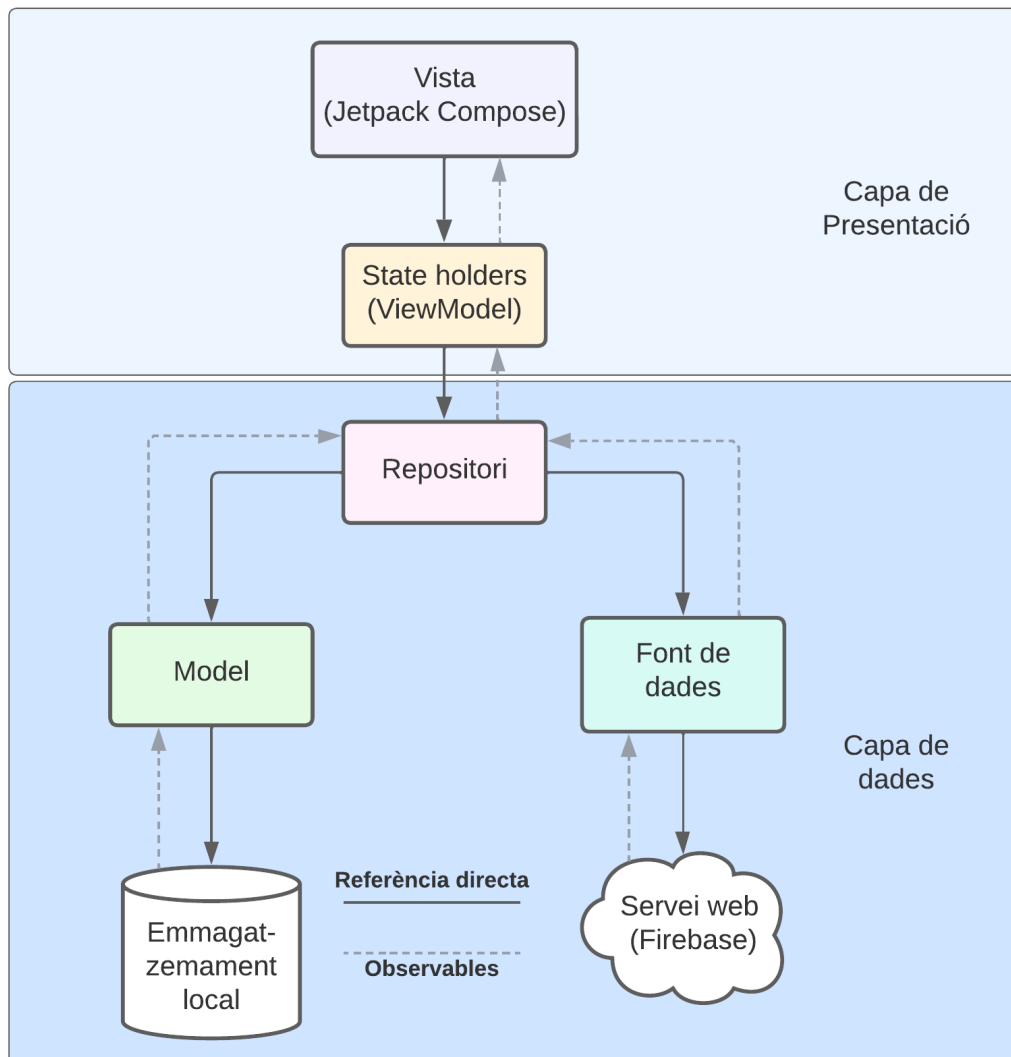 Vista
(Jetpack Compose)
Capa de
Presentació
State holders
(ViewModel)
Repositori
Model
Font de
dades
Capa de
dades
Referència directa
Observables
Emmagat-
zemament
local
Servei web
(Firebase)